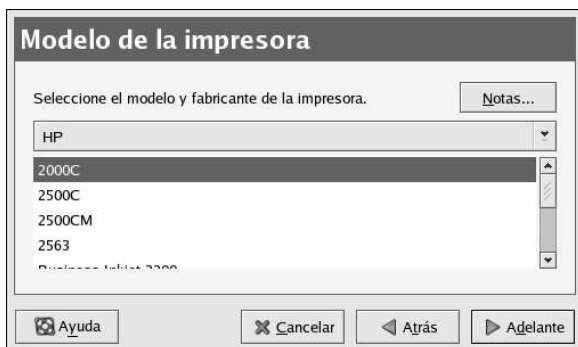 Modelo de la impresora
Seleccione el modelo y fabricante de la impresora.
Notas...
HP
2000C
2500C
2500CM
2563
Ayuda
Cancelar
Atrás
Adelante